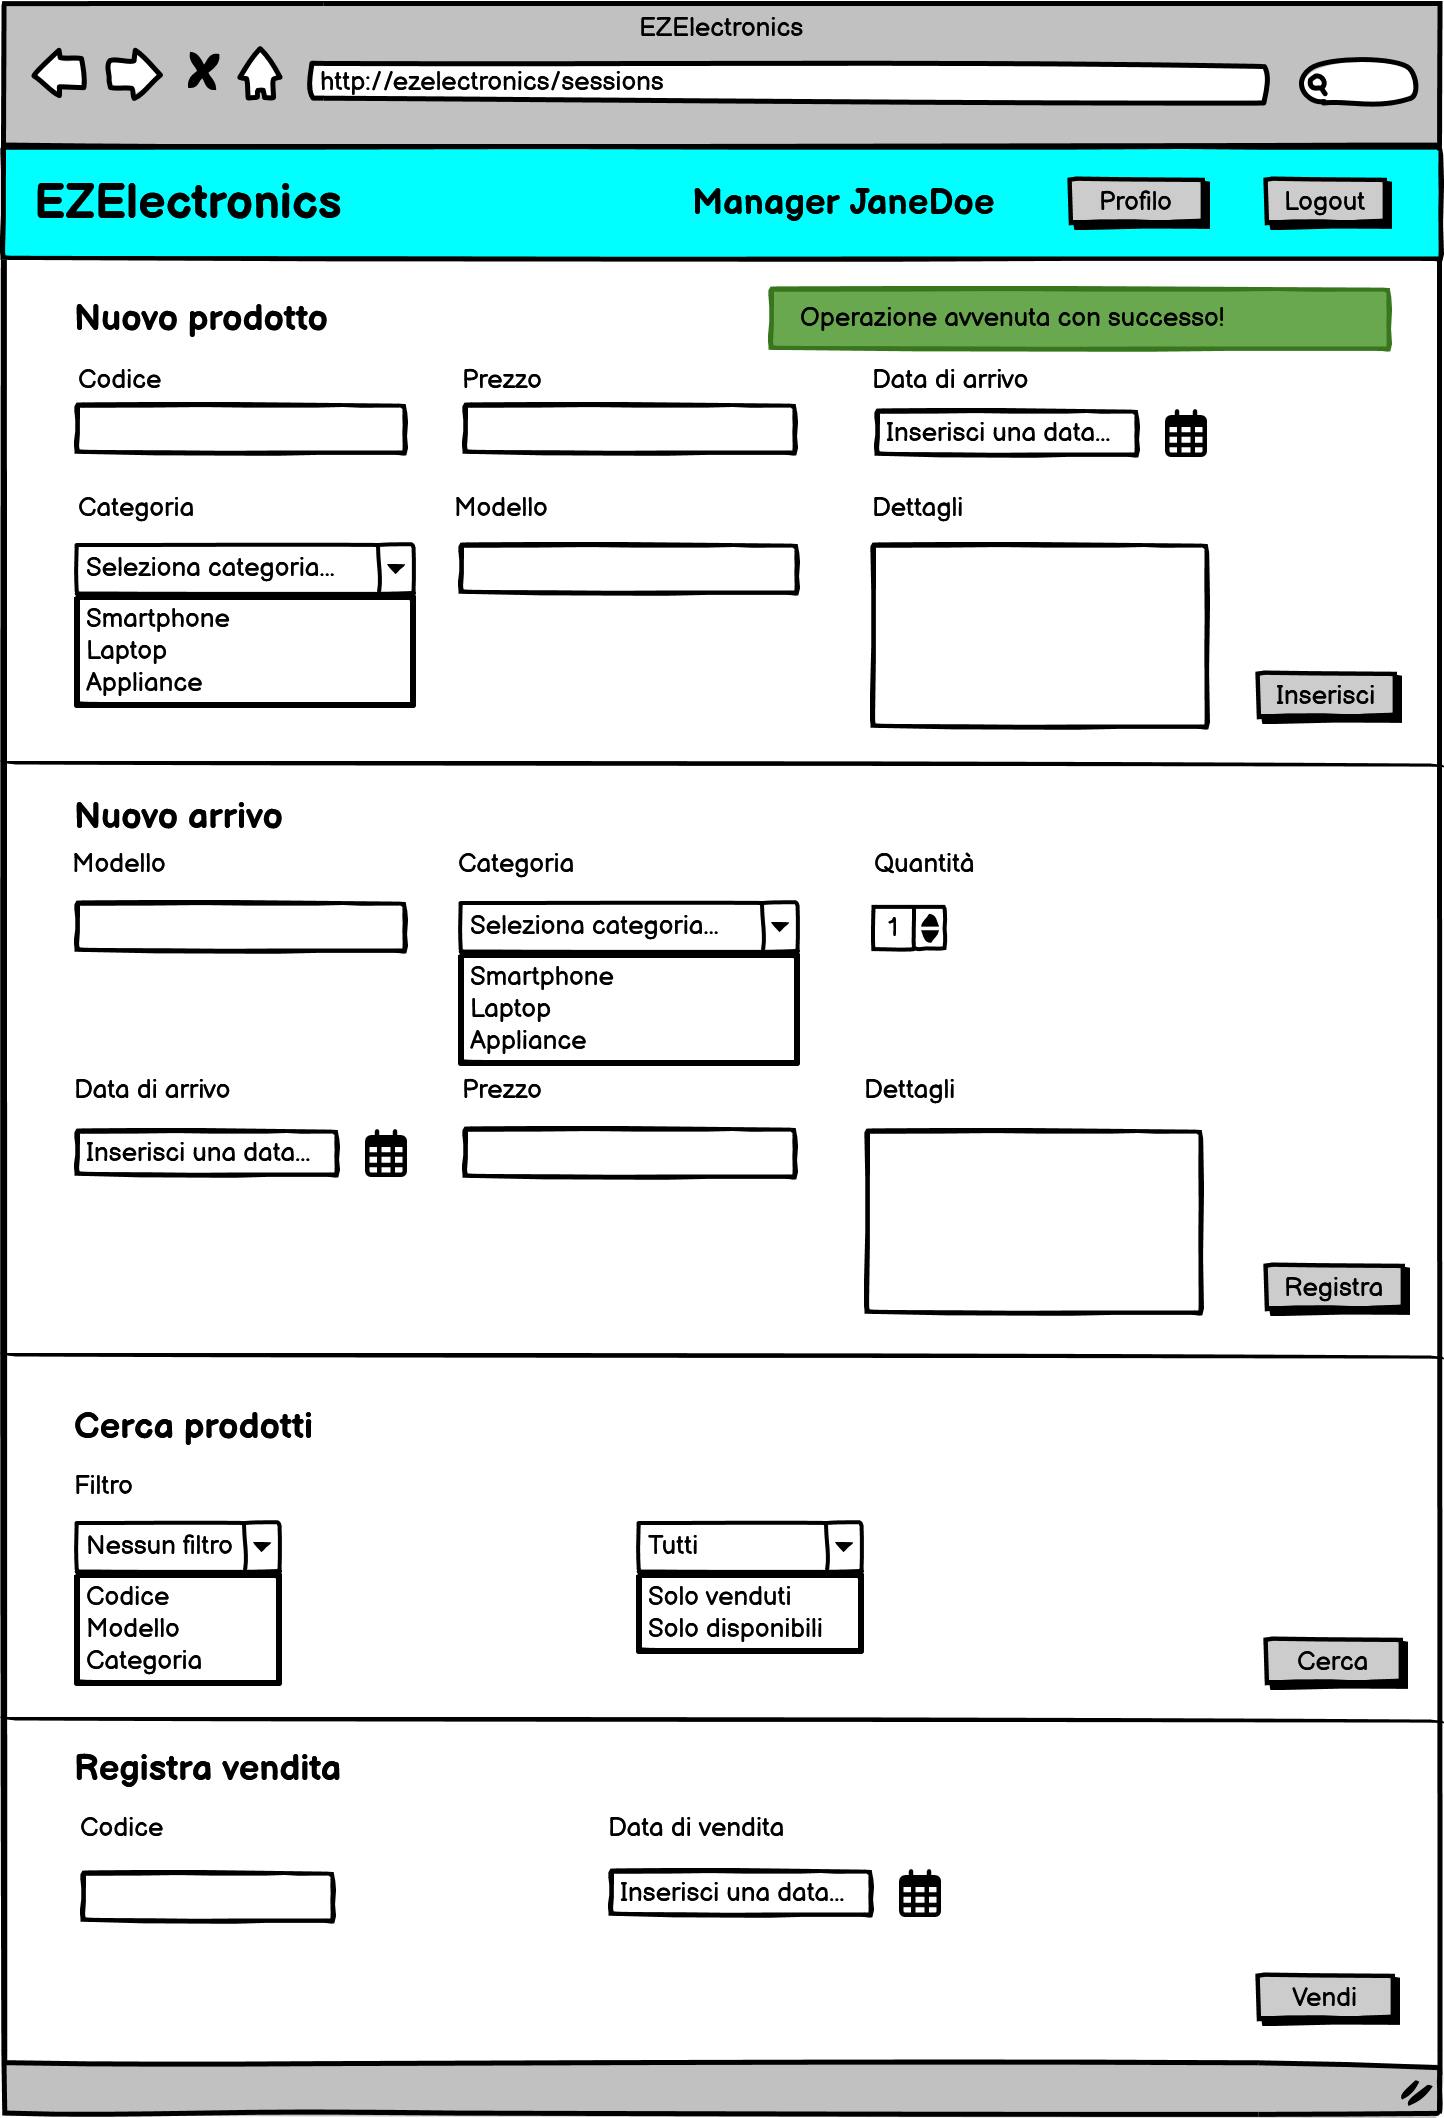 EZElectronics
http://ezelectronics/sessions
EZElectronics
Manager JaneDoe
Profilo
Logout
Nuovo prodotto
Operazione avvenuta con successo!
Codice
Prezzo
Data di arrivo
Inserisci una data...
Categoria
Modello
Dettagli
Seleziona categoria...
Smartphone
Laptop
Appliance
Inserisci
Nuovo arrivo
Modello
Categoria
Quantità
Seleziona categoria...
1
Smartphone
Laptop
Appliance
Data di arrivo
Prezzo
Dettagli
Inserisci una data...
Registra
Cerca prodotti
Filtro
Nessun filtro
Codice
Modello
Categoria
Tutti
Solo venduti
Solo disponibili
Cerca
Registra vendita
Codice
Data di vendita
Inserisci una data...
Vendi